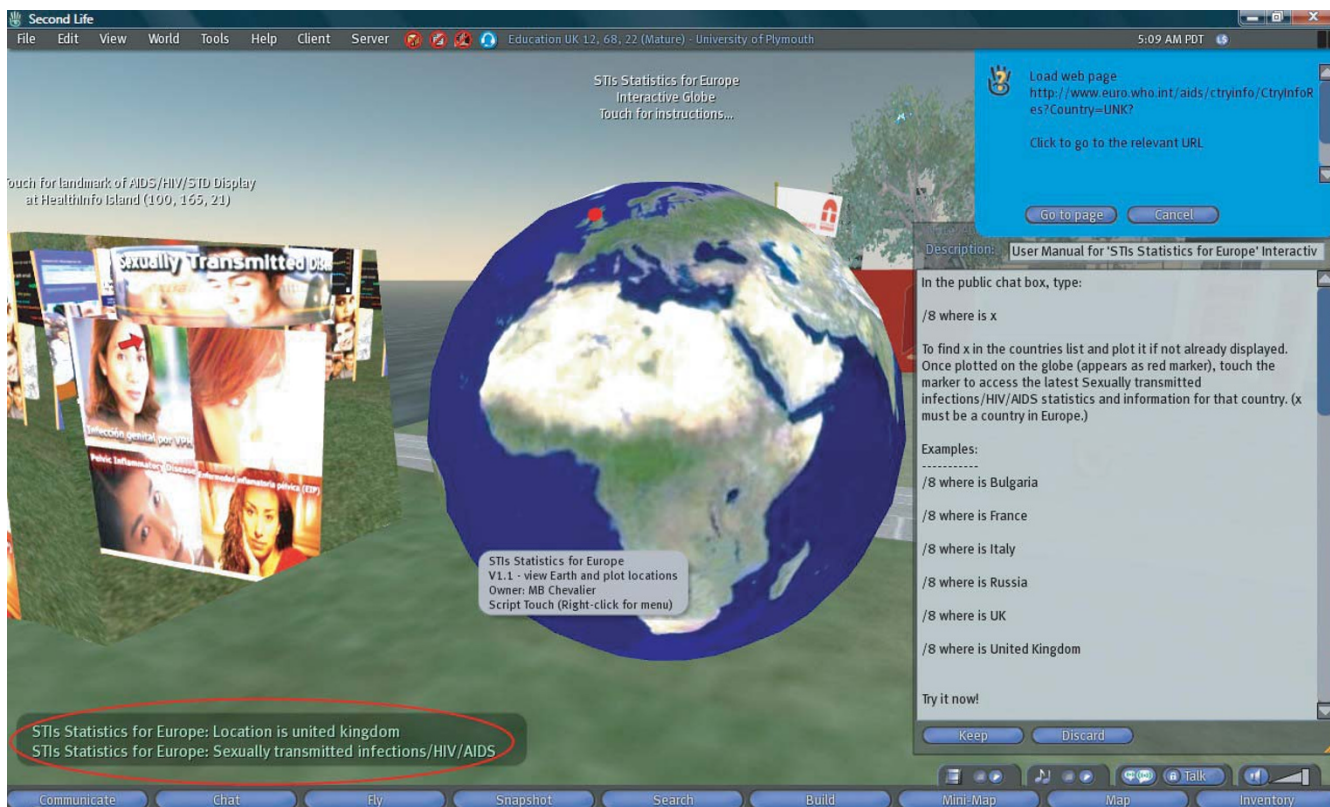 Second Life
File Edit View World Tools Help Client Server Education UK 12, 68, 22 (Mature) - University of Plymouth 5:09 AM PDT L$
STIs Statistics for Europe
Interactive Globe
Touch for instructions...
Load web page
http://www.euro.who.int/aids/ctryinfo/CtryInfoR
es?Country=UNK?
Click to go to the relevant URL
Go to page Cancel
Touch for landmark of AIDS/HIV/STD Display
at HealthInfo Island (100, 165, 21)
Sexually Transmitted Dise
Infección genital por VPH
Pelvic Inflammatory Disease
Enfermedad inflamatoria pélvica (EIP)
Description: User Manual for 'STIs Statistics for Europe' Interactiv
In the public chat box, type:
/8 where is x
To find x in the countries list and plot it if not already displayed.
Once plotted on the globe (appears as red marker), touch the
marker to access the latest Sexually transmitted
infections/HIV/AIDS statistics and information for that country. (x
must be a country in Europe.)
Examples:
-----------
/8 where is Bulgaria
/8 where is France
/8 where is Italy
/8 where is Russia
/8 where is UK
/8 where is United Kingdom
Try it now!
Keep Discard
STIs Statistics for Europe
V1.1 - view Earth and plot locations
Owner: MB Chevalier
Script Touch (Right-click for menu)
STIs Statistics for Europe: Location is united kingdom
STIs Statistics for Europe: Sexually transmitted infections/HIV/AIDS
Talk
Communicate Chat Fly Snapshot Search Build Mini-Map Map Inventory